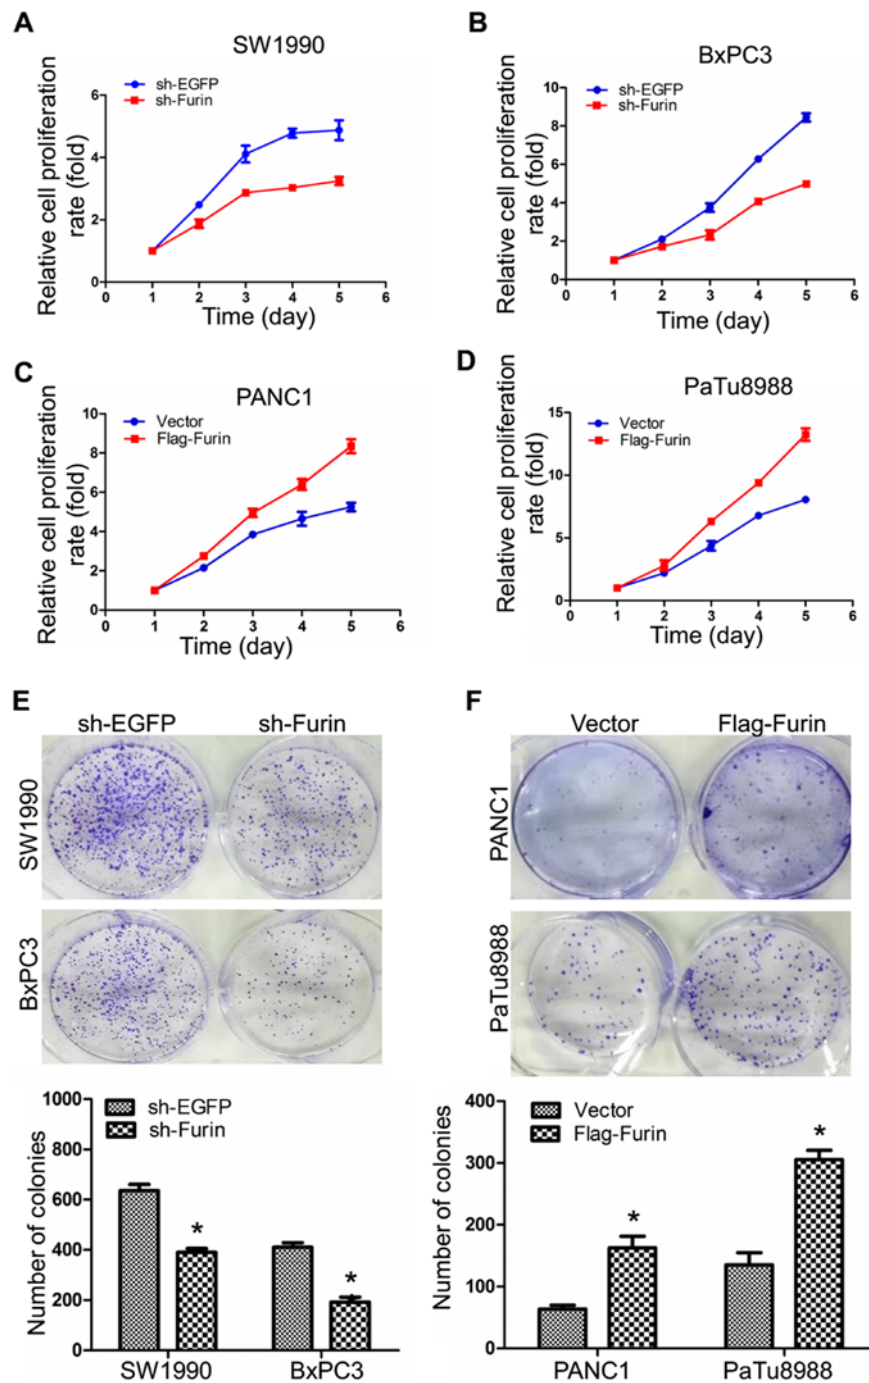 A
SW1990
sh-EGFP
sh-Furin
Relative cell proliferation
rate (fold)
6
4
2
0
0 1 2 3 4 5 6
Time (day)
B
BxPC3
sh-EGFP
sh-Furin
Relative cell proliferation
rate (fold)
10
8
6
4
2
0
0 1 2 3 4 5 6
Time (day)
C
PANC1
Vector
Flag-Furin
Relative cell proliferation
rate (fold)
10
8
6
4
2
0
0 1 2 3 4 5 6
Time (day)
D
PaTu8988
Vector
Flag-Furin
Relative cell proliferation
rate (fold)
15
10
5
0
0 1 2 3 4 5 6
Time (day)
E
sh-EGFP sh-Furin
SW1990
BxPC3
1000
800
600
400
200
0
Number of colonies
sh-EGFP
sh-Furin
*
*
SW1990 BxPC3
F
Vector Flag-Furin
PANC1
PaTu8988
400
300
200
100
0
Number of colonies
Vector
Flag-Furin
*
*
PANC1 PaTu8988